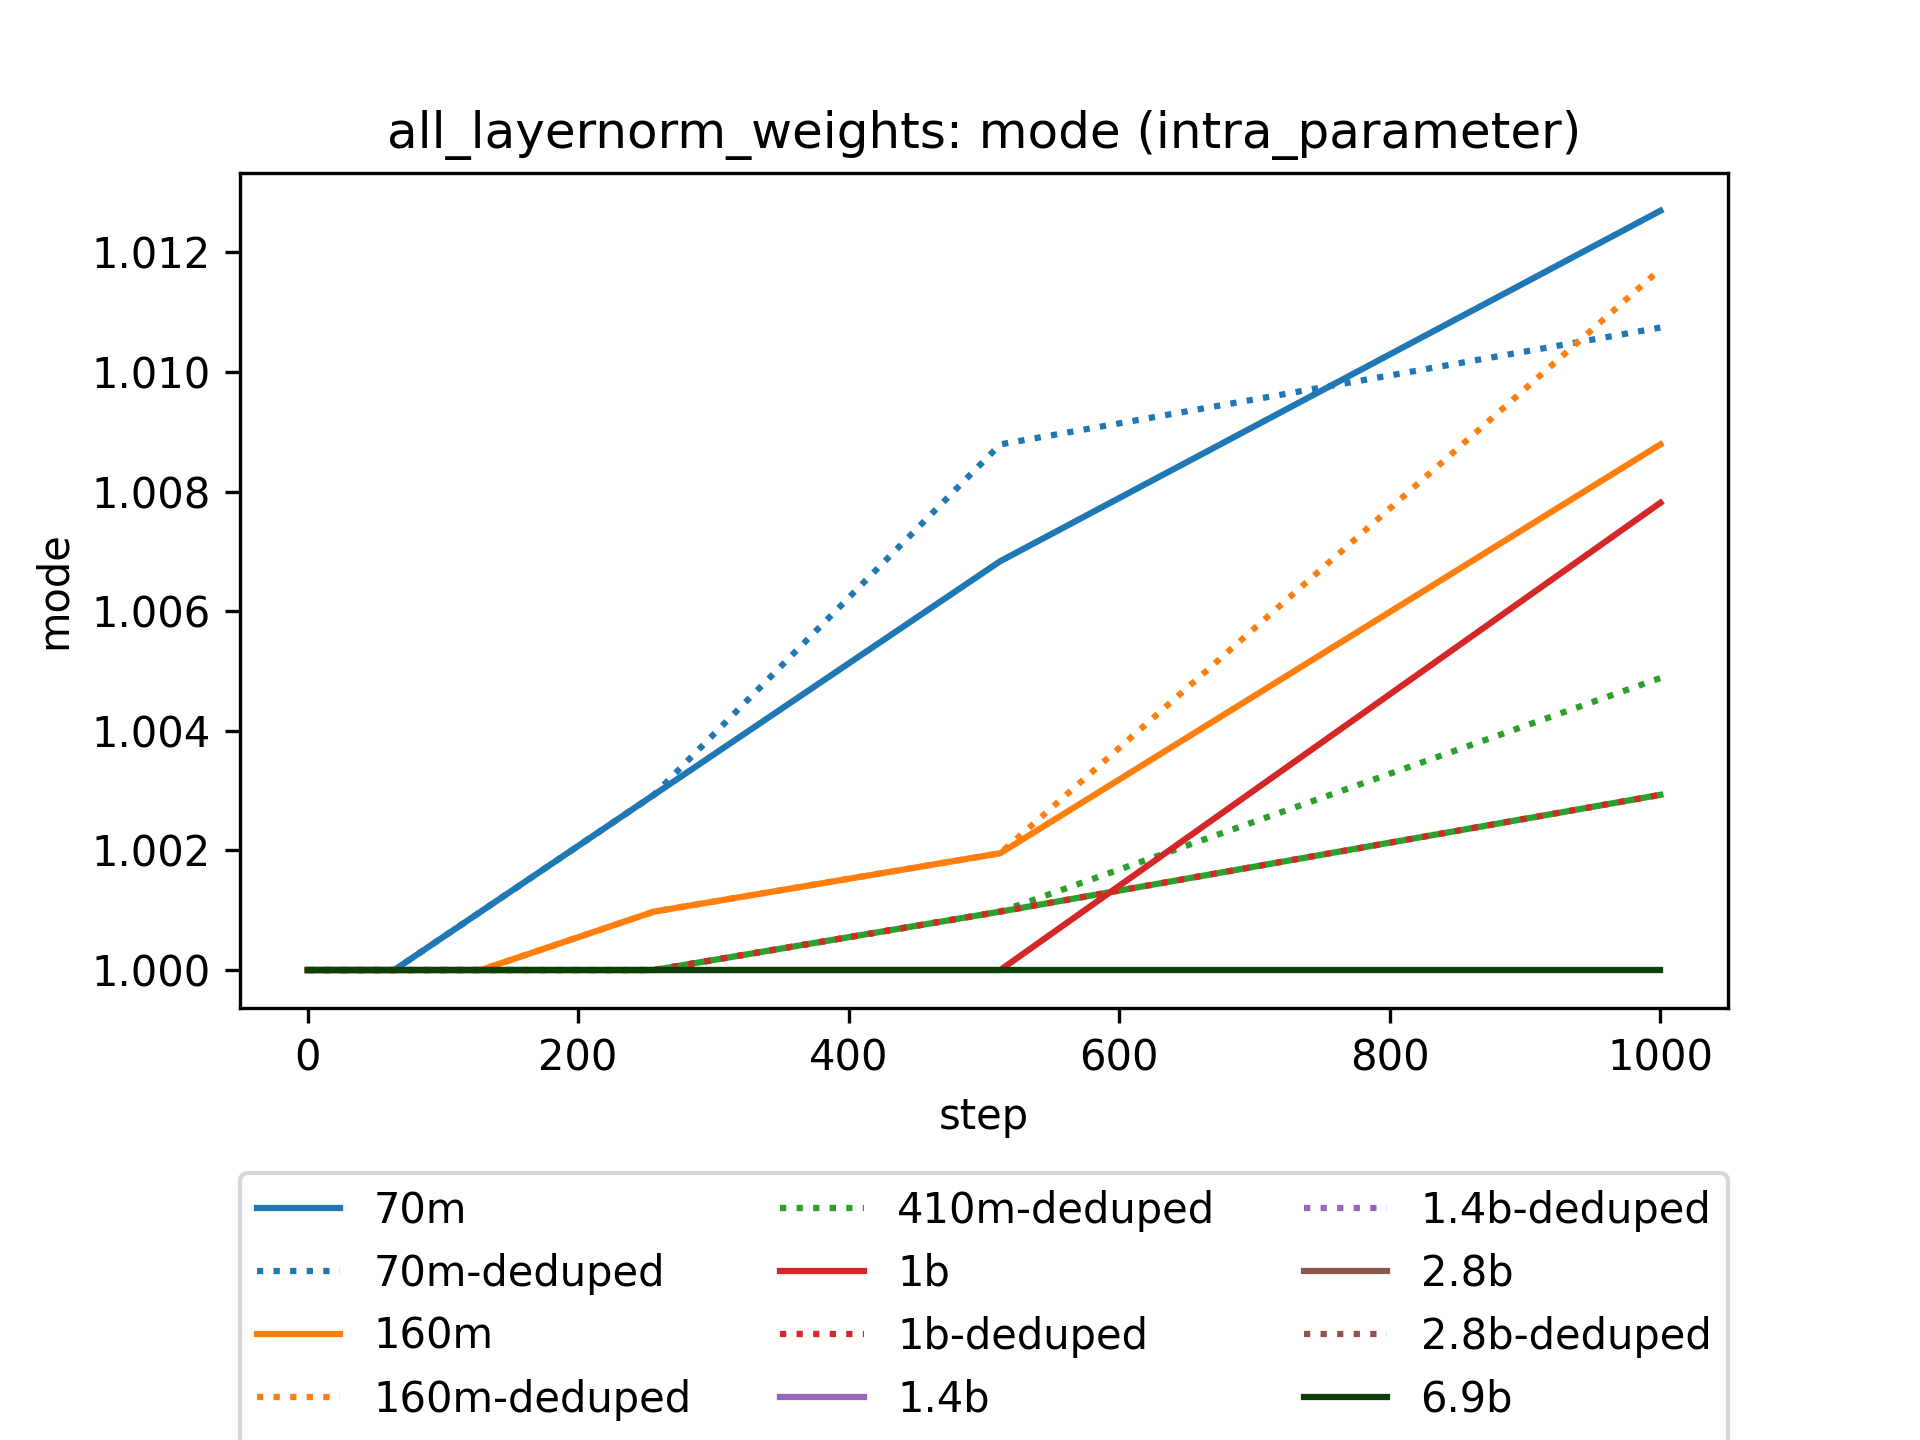 all_layernorm_weights: mode (intra_parameter)
1.012
1.010
1.008
1.006
1.004
1.002
1.000
mode
0 200 400 600 800 1000
step
70m 410m-deduped 1.4b-deduped
70m-deduped 1b 2.8b
160m 1b-deduped 2.8b-deduped
160m-deduped 1.4b 6.9b